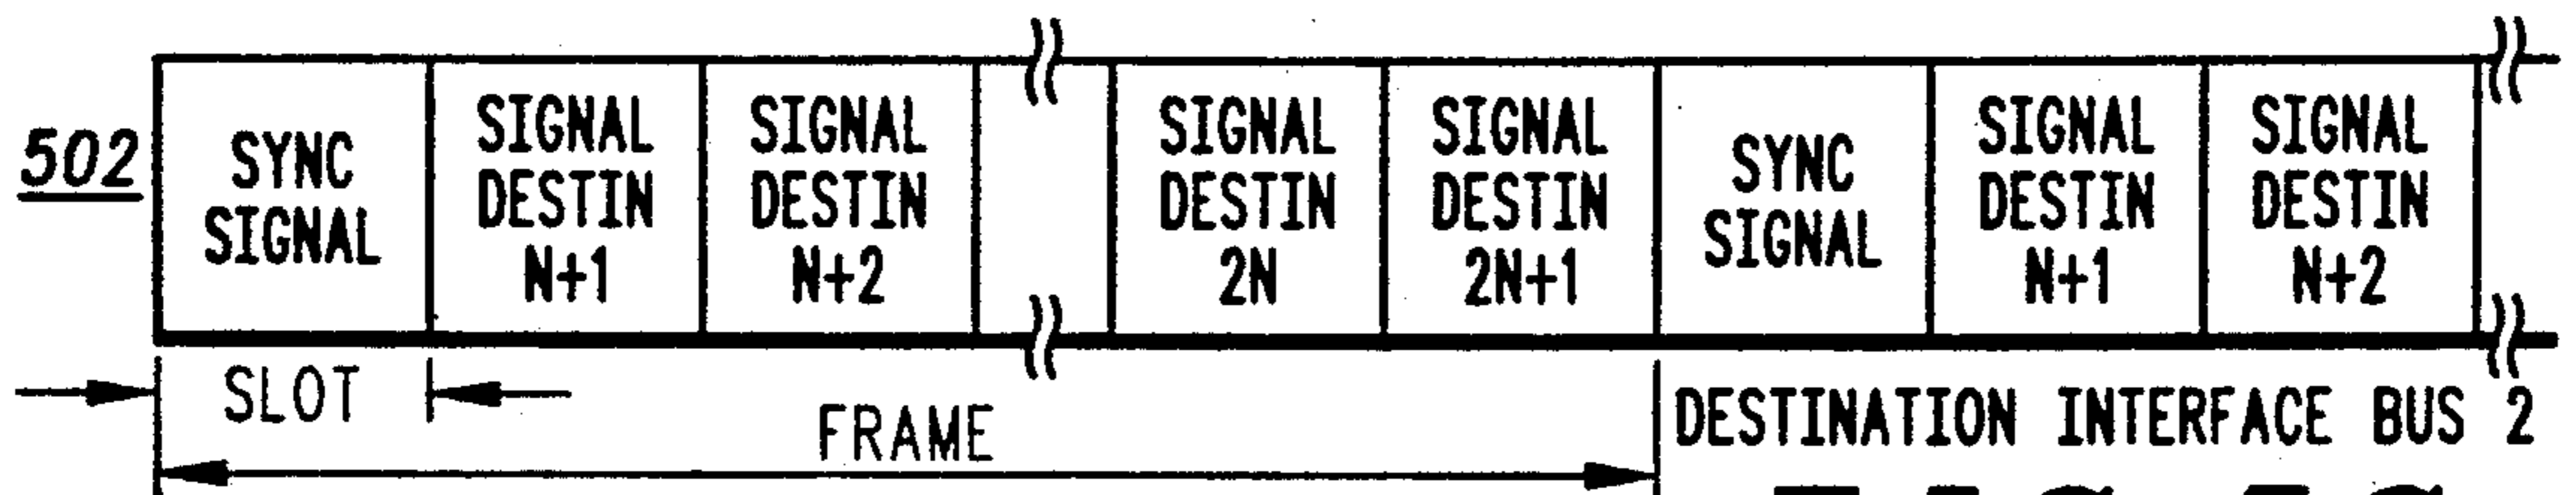 502
SYNC
SIGNAL
SIGNAL
DESTIN
N+1
SIGNAL
DESTIN
N+2
SIGNAL
DESTIN
2N
SIGNAL
DESTIN
2N+1
SYNC
SIGNAL
SIGNAL
DESTIN
N+1
SIGNAL
DESTIN
N+2
SLOT
FRAME
DESTINATION INTERFACE BUS 2